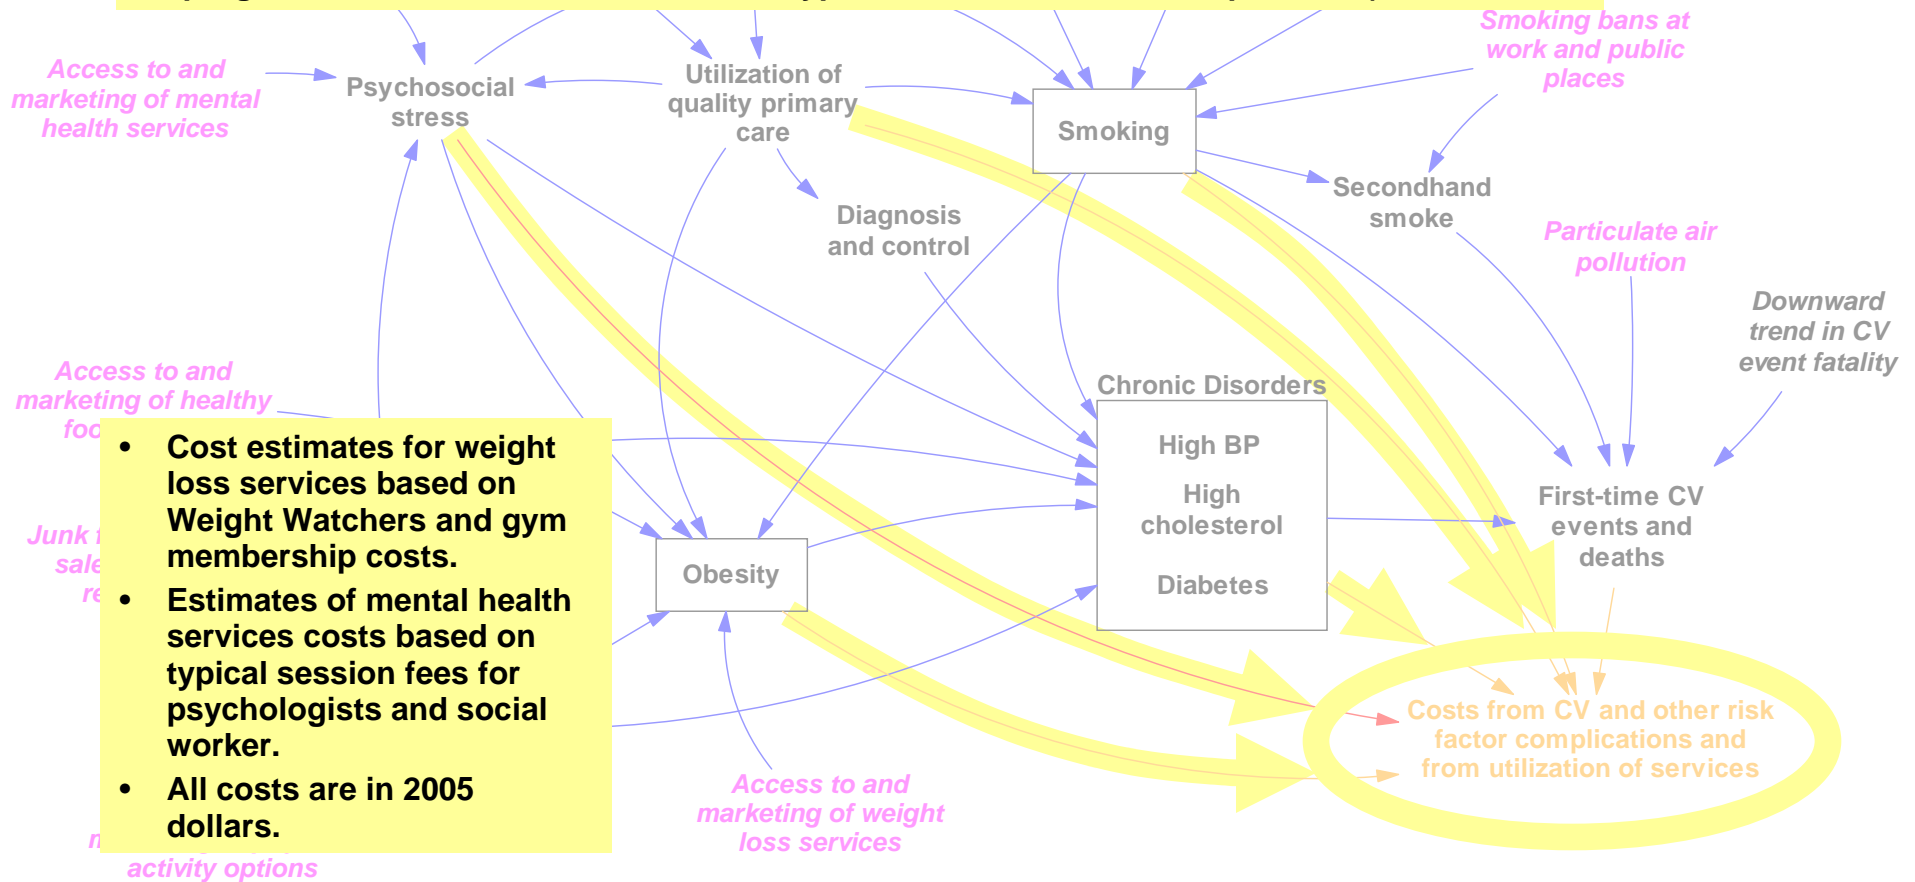 Smoking bans at
work and public
places
Access to and
marketing of mental
health services
Psychosocial
stress
Utilization of
quality primary
care
Smoking
Secondhand
smoke
Diagnosis
and control
Particulate air
pollution
Downward
trend in CV
event fatality
Access to and
marketing of healthy
Chronic Disorders
High BP
High
cholesterol
Diabetes
First-time CV
events and
deaths
Junk
Obesity
• Cost estimates for weight
loss services based on
Weight Watchers and gym
membership costs.
• Estimates of mental health
services costs based on
typical session fees for
psychologists and social
worker.
• All costs are in 2005
dollars.
Costs from CV and other risk
factor complications and
from utilization of services
Access to and
marketing of weight
loss services
activity options